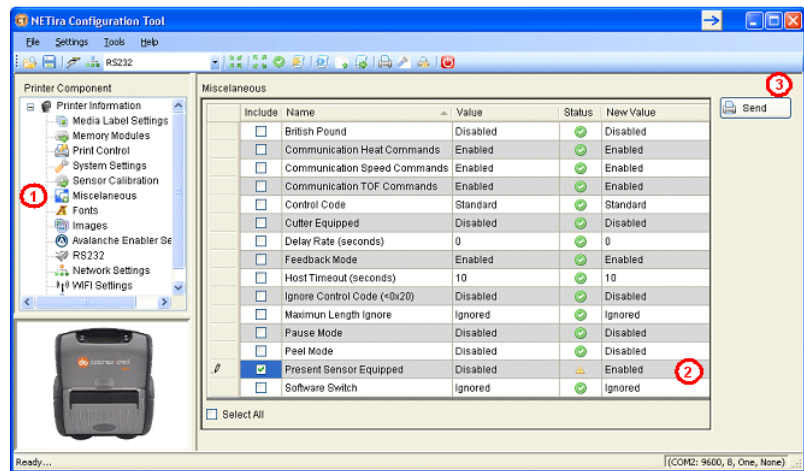 NETira Configuration Tool
File Settings Tools Help
RS232
Printer Component
Printer Information
Media Label Settings
Memory Modules
Print Control
System Settings
Sensor Calibration
Miscellaneous
Fonts
Images
Avalanche Enabler Se
RS232
Network Settings
WIFI Settings
1
Miscellaneous
Include Name Value Status New Value
British Pound Disabled Disabled
Communication Heat Commands Enabled Enabled
Communication Speed Commands Enabled Enabled
Communication TOF Commands Enabled Enabled
Control Code Standard Standard
Cutter Equipped Disabled Disabled
Delay Rate (seconds) 0 0
Feedback Mode Enabled Enabled
Host Timeout (seconds) 10 10
Ignore Control Code (<0x20) Disabled Disabled
Maximun Length Ignore Ignored Ignored
Pause Mode Disabled Disabled
Peel Mode Disabled Disabled
Present Sensor Equipped Disabled Enabled
2
Software Switch Ignored Ignored
Select All
3
Send
Ready...
(COM2: 9600, 8, One, None)